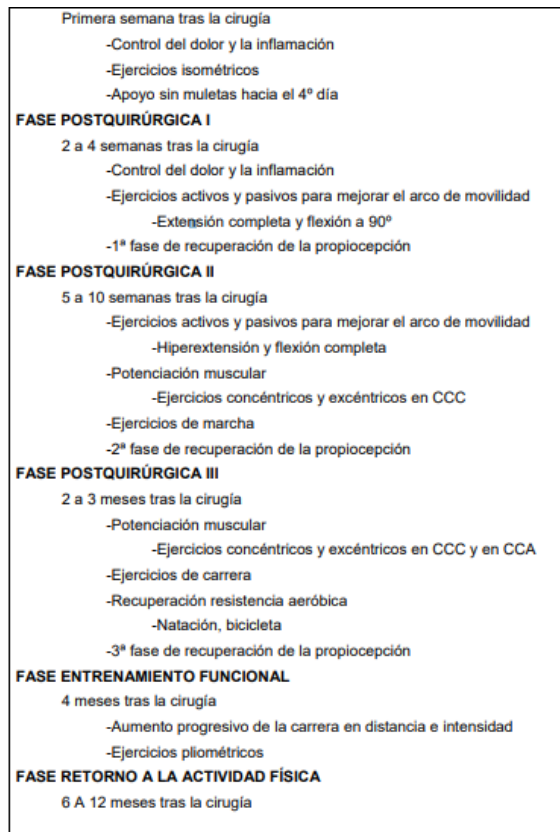 Primera semana tras la cirugía
-Control del dolor y la inflamación
-Ejercicios isométricos
-Apoyo sin muletas hacia el 4º día
FASE POSTQUIRÚRGICA I
2 a 4 semanas tras la cirugía
-Control del dolor y la inflamación
-Ejercicios activos y pasivos para mejorar el arco de movilidad
-Extensión completa y flexión a 90º
-1ª fase de recuperación de la propiocepción
FASE POSTQUIRÚRGICA II
5 a 10 semanas tras la cirugía
-Ejercicios activos y pasivos para mejorar el arco de movilidad
-Hiperextensión y flexión completa
-Potenciación muscular
-Ejercicios concéntricos y excéntricos en CCC
-Ejercicios de marcha
-2ª fase de recuperación de la propiocepción
FASE POSTQUIRÚRGICA III
2 a 3 meses tras la cirugía
-Potenciación muscular
-Ejercicios concéntricos y excéntricos en CCC y en CCA
-Ejercicios de carrera
-Recuperación resistencia aeróbica
-Natación, bicicleta
-3ª fase de recuperación de la propiocepción
FASE ENTRENAMIENTO FUNCIONAL
4 meses tras la cirugía
-Aumento progresivo de la carrera en distancia e intensidad
-Ejercicios pliométricos
FASE RETORNO A LA ACTIVIDAD FÍSICA
6 A 12 meses tras la cirugía